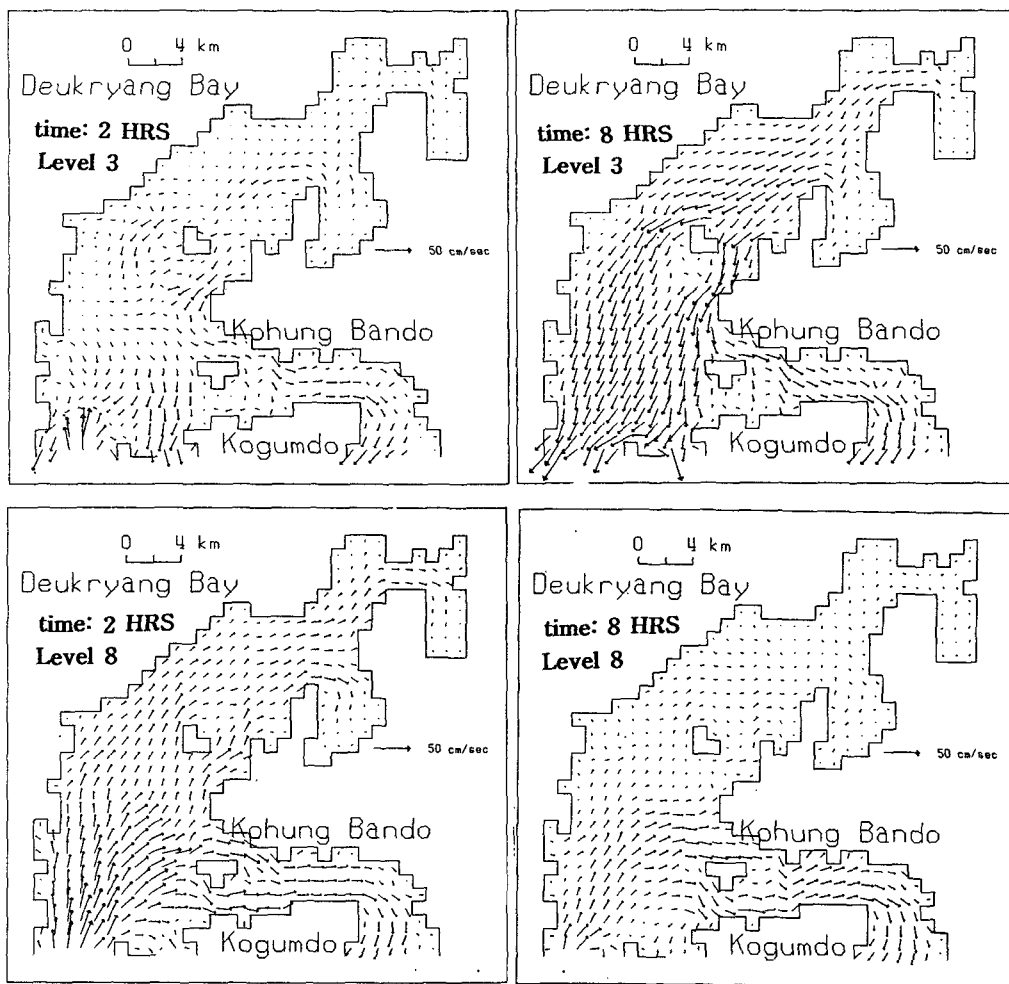 0 4 km
Deukryang Bay
time: 2 HRS
Level 3
50 cm/sec
Kohung Bando
Kogumdo
0 4 km
Deukryang Bay
time: 8 HRS
Level 3
50 cm/sec
Kohung Bando
Kogumdo
0 4 km
Deukryang Bay
time: 2 HRS
Level 8
50 cm/sec
Kohung Bando
Kogumdo
0 4 km
Deukryang Bay
time: 8 HRS
Level 8
50 cm/sec
Kohung Bando
Kogumdo